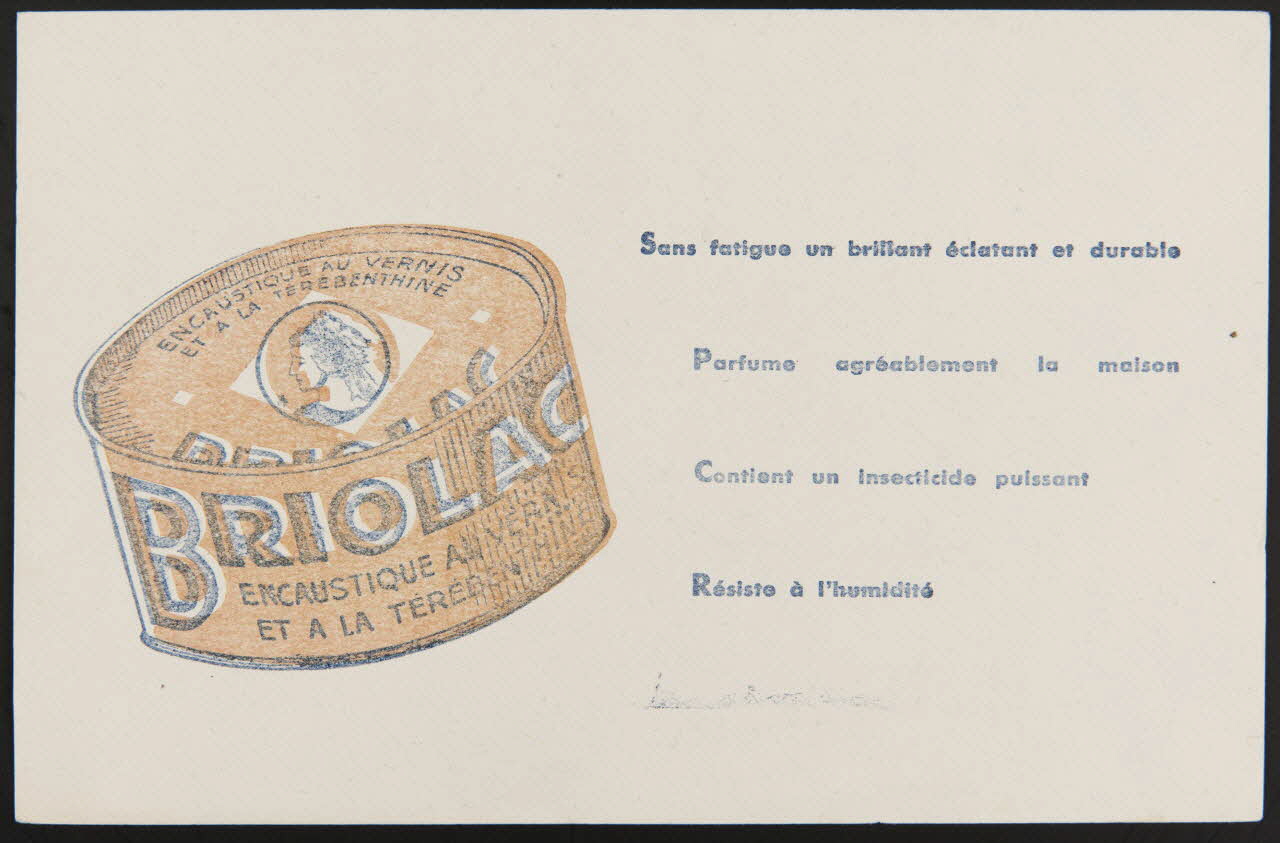 ENCAUSTIQUE AU VERNIS
ET A LA TÉRÉBENTHINE
BRIOLAC
BRIOLAC
ENCAUSTIQUE AU VERNIS
ET A LA TÉRÉBENTHINE
Sans fatigue un brillant éclatant et durable
Parfume agréablement la maison
Contient un insecticide puissant
Résiste à l'humidité